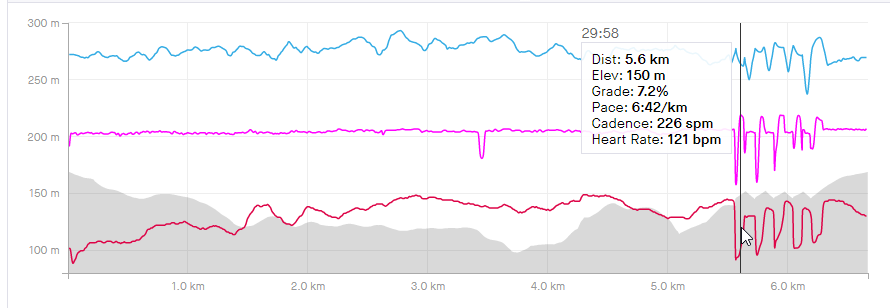 300 m
250 m
200 m
150 m
100 m
29:58
Dist: 5.6 km
Elev: 150 m
Grade: 7.2%
Pace: 6:42/km
Cadence: 226 spm
Heart Rate: 121 bpm
1.0 km
2.0 km
3.0 km
4.0 km
5.0 km
6.0 km